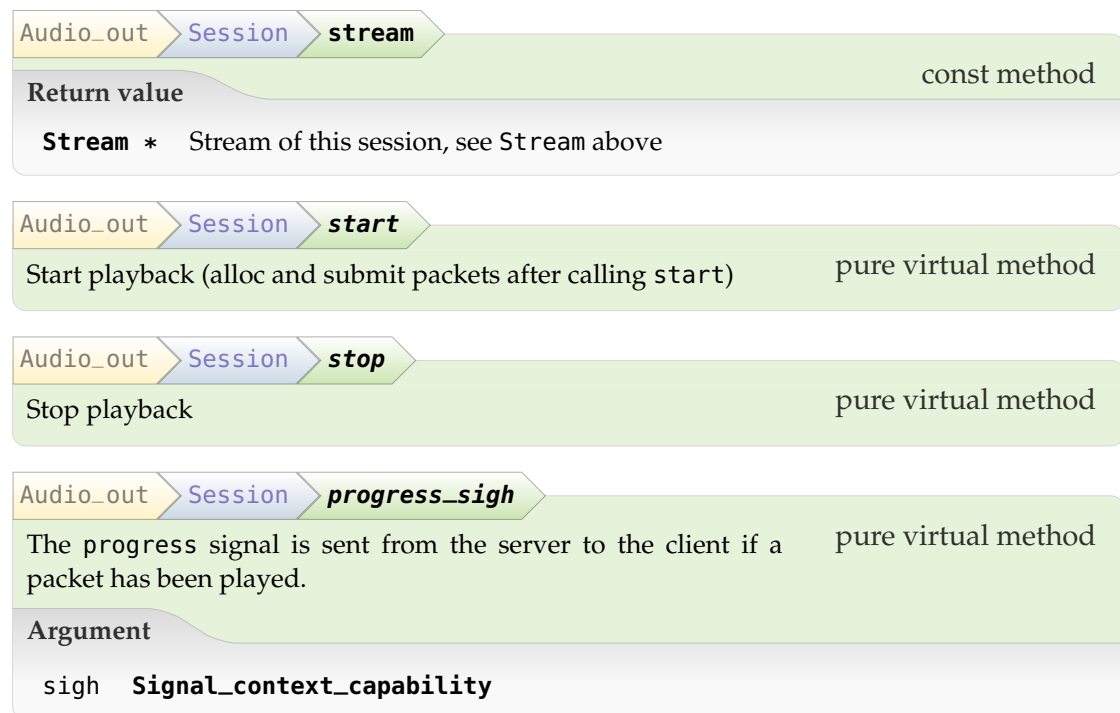 Audio_out Session stream
const method
Return value
Stream * Stream of this session, see Stream above
Audio_out Session start
Start playback (alloc and submit packets after calling start) pure virtual method
Audio_out Session stop
Stop playback pure virtual method
Audio_out Session progress_sigh
The progress signal is sent from the server to the client if a pure virtual method
packet has been played.
Argument
sigh Signal_context_capability